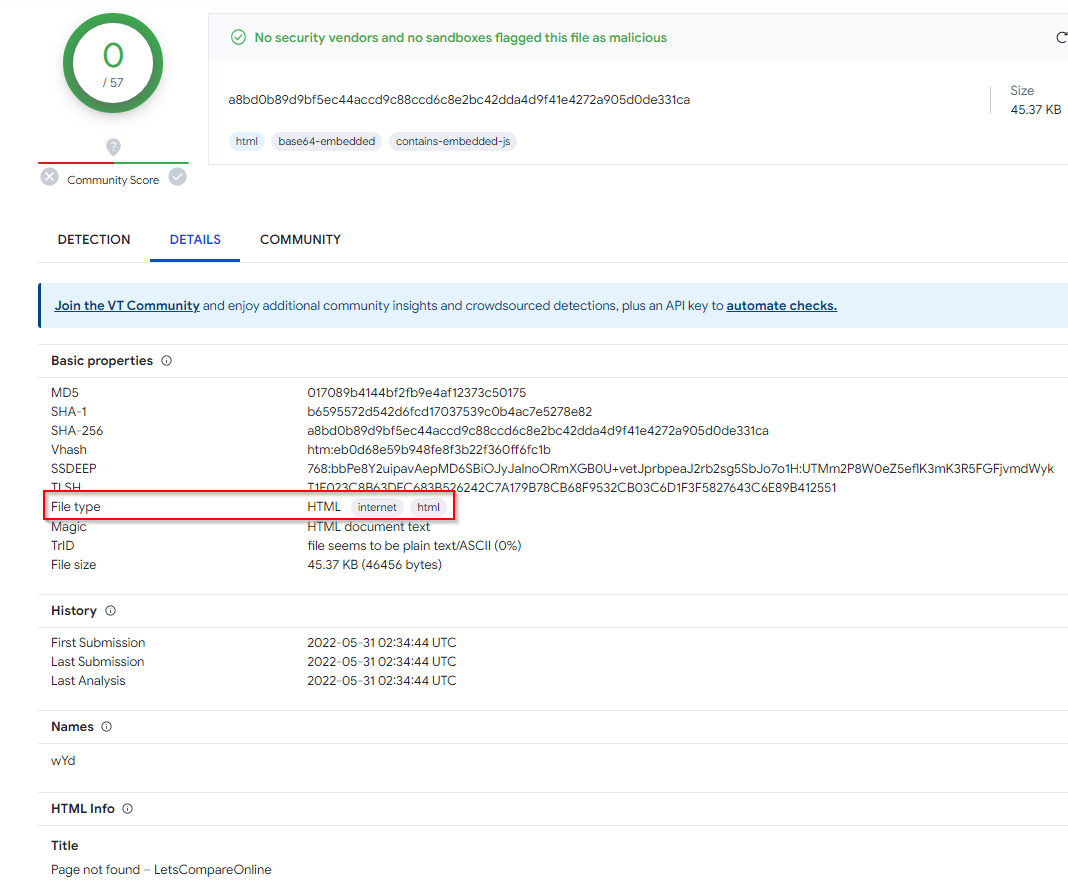 0
/ 57
Community Score
No security vendors and no sandboxes flagged this file as malicious
a8bd0b89d9bf5ec44accd9c88ccd6c8e2bc42dda4d9f41e4272a905d0de331ca
html base64-embedded contains-embedded-js
Size
45.37 KB
DETECTION DETAILS COMMUNITY
Join the VT Community and enjoy additional community insights and crowdsourced detections, plus an API key to automate checks.
Basic properties
MD5 017089b4144bf2fb9e4af12373c50175
SHA-1 b6595572d542d6fcd17037539c0b4ac7e5278e82
SHA-256 a8bd0b89d9bf5ec44accd9c88ccd6c8e2bc42dda4d9f41e4272a905d0de331ca
Vhash htm:eb0d68e59b948fe8f3b22f360ff6fc1b
SSDEEP 768:bbPe8Y2uipavAepMD6SBiOJyJalnoORmXGB0U+vetJprbpeaJ2rb2sg5SbJo7o1H:UTMm2P8W0eZ5eflK3mK3R5FGFjvmdWyk
TLSH T1F023C8B63DFC683B526242C7A179B78CB68F9532CB03C6D1F3F5827643C6E89B412551
File type HTML internet html
Magic HTML document text
TrID file seems to be plain text/ASCII (0%)
File size 45.37 KB (46456 bytes)
History
First Submission 2022-05-31 02:34:44 UTC
Last Submission 2022-05-31 02:34:44 UTC
Last Analysis 2022-05-31 02:34:44 UTC
Names
wYd
HTML Info
Title
Page not found – LetsCompareOnline